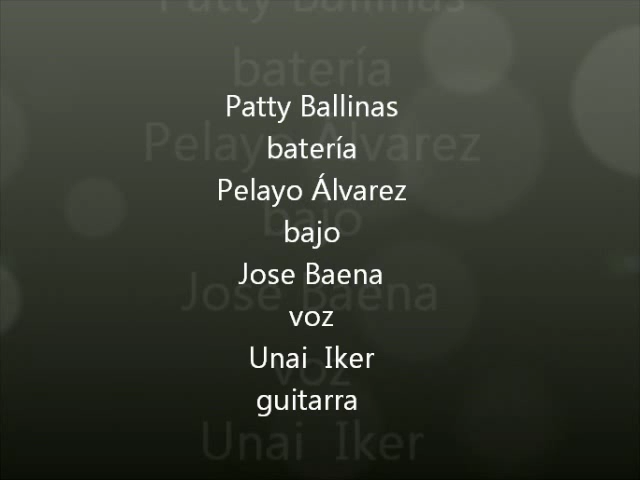 Patty Ballinas
batería
Pelayo Álvarez
bajo
Jose Baena
voz
Unai Iker
guitarra